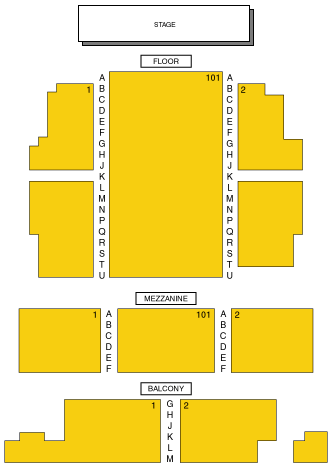 STAGE
FLOOR
1 A 101 A 2
B B
C C
D D
E E
F F
G G
H H
J J
K K
L L
M M
N N
P P
Q Q
R R
S S
T T
U U
MEZZANINE
1 A 101 A 2
B B
C C
D D
E E
F F
BALCONY
1 G 2
H
J
K
L
M